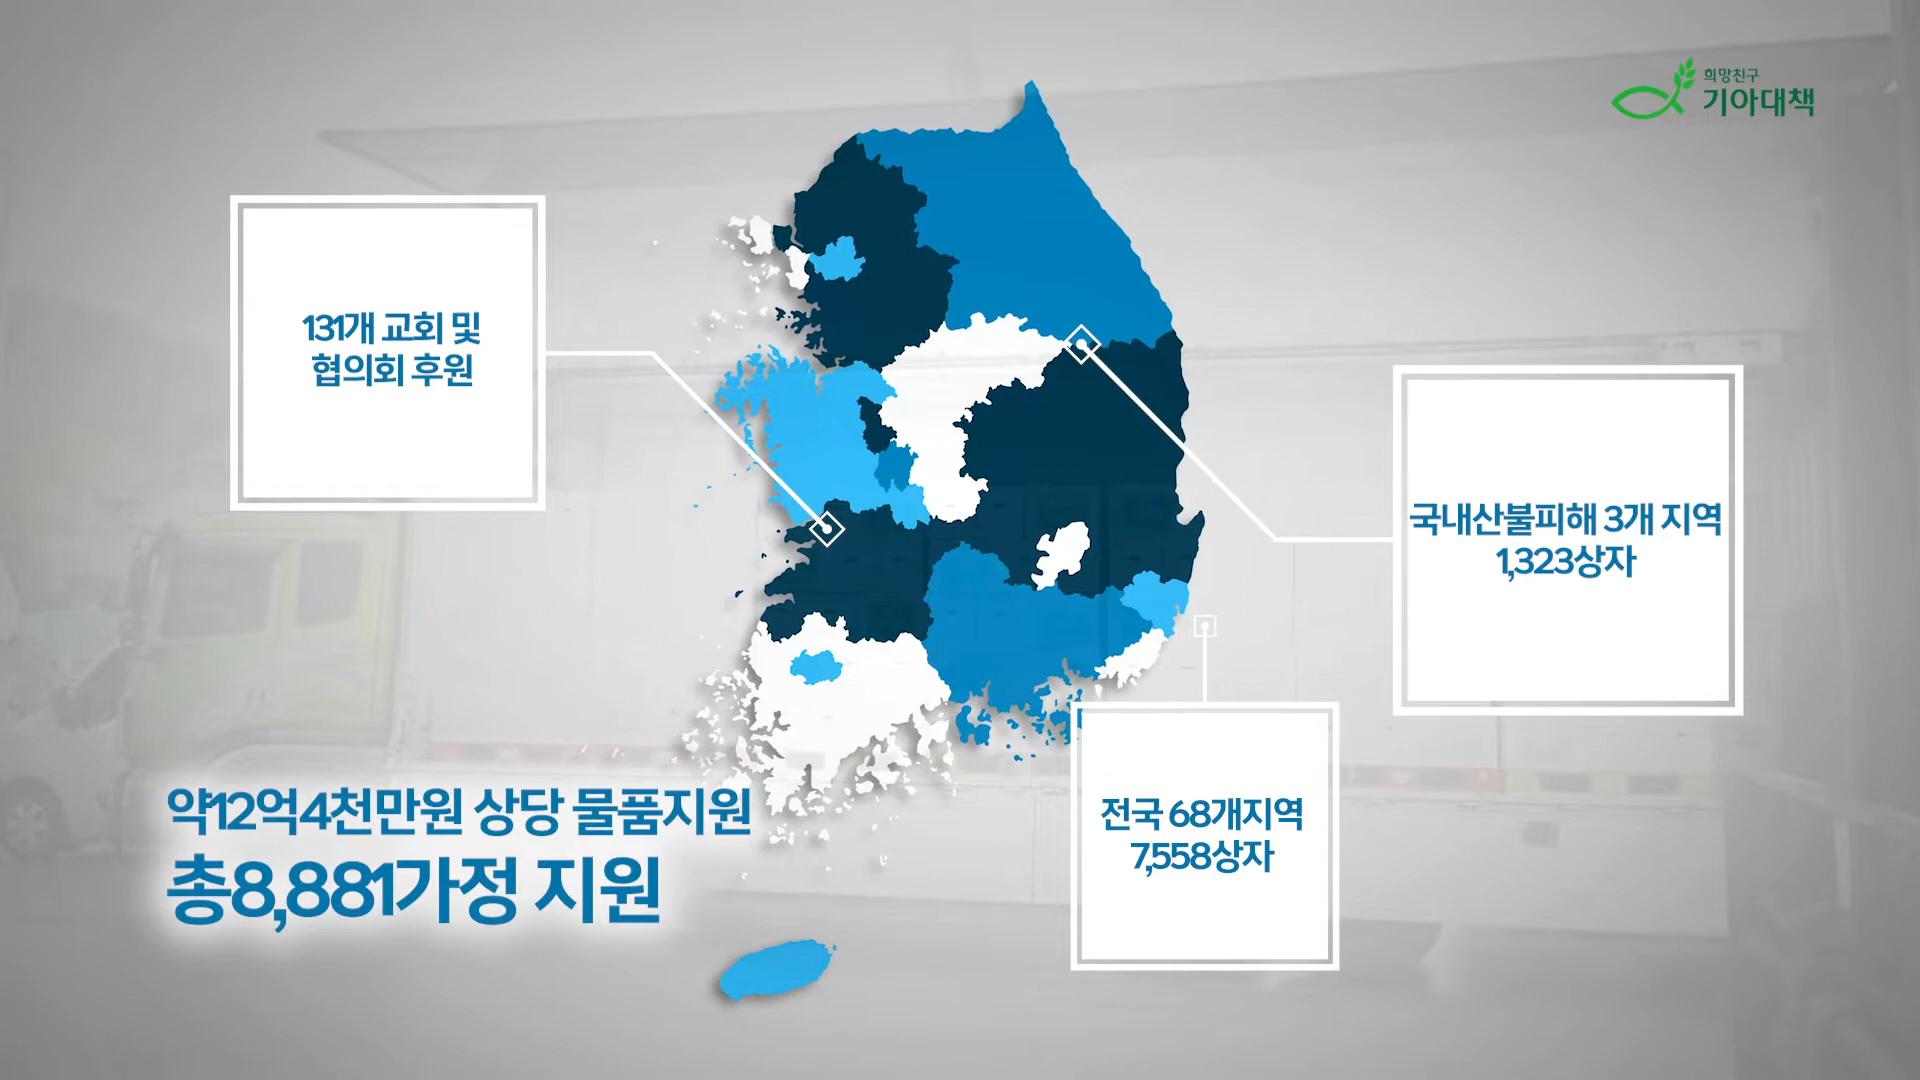 희망친구
기아대책
131개 교회 및
협의회 후원
국내산불피해 3개 지역
1,323상자
전국 68개지역
7,558상자
약12억4천만원 상당 물품지원
총8,881가정 지원